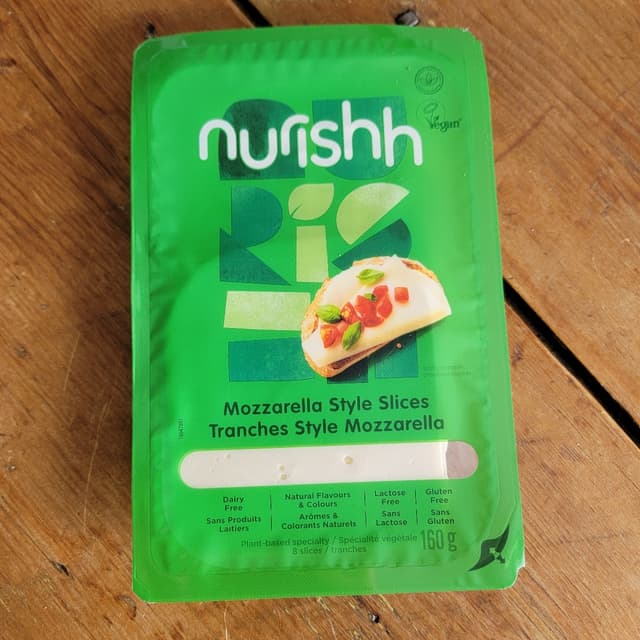 nurishh
Vegan
Mozzarella Style Slices
Tranches Style Mozzarella
Dairy Free
Sans Produits Laitiers
Natural Flavours & Colours
Arômes & Colorants Naturels
Lactose Free
Sans Lactose
Gluten Free
Sans Gluten
Plant-based specialty / Spécialité végétale
8 slices / tranches
160 g